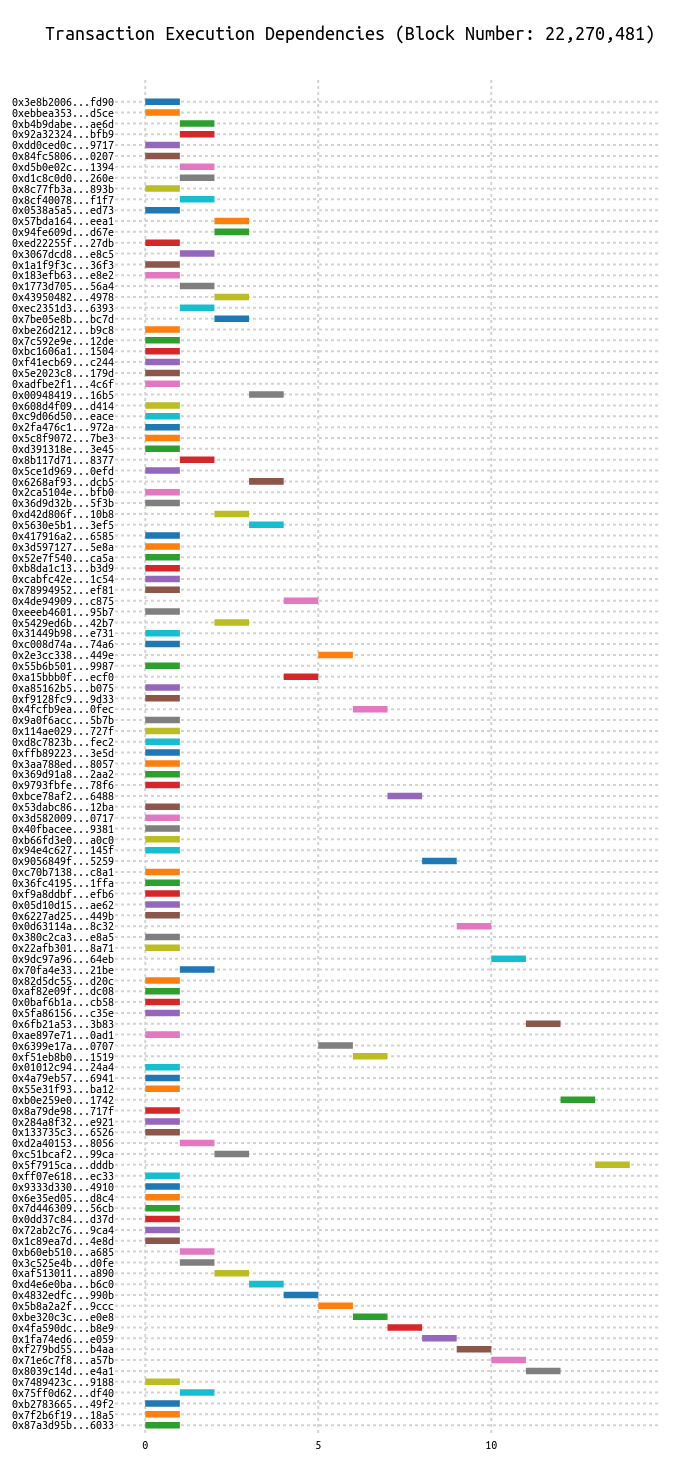 Transaction Execution Dependencies (Block Number: 22,270,481)
0x3e8b2006...fd90
0xebbea353...d5ce
0xb4b9dabe...ae6d
0x92a32324...bfb9
0xdd0ced0c...9717
0x84fc5806...0207
0xd5b0e02c...1394
0xd1c8c0d0...260e
0x8c77fb3a...893b
0x8cf40078...f1f7
0x0538a5a5...ed73
0x57bda164...eea1
0x94fe609d...d67e
0xed22255f...27db
0x3067dcd8...e8c5
0x1a1f9f3c...36f3
0x183efb63...e8e2
0x1773d705...56a4
0x43950482...4978
0xec2351d3...6393
0x7be05e8b...bc7d
0xbe26d212...b9c8
0x7c592e9e...12de
0xbc1606a1...1504
0xf41ecb69...c244
0x5e2023c8...179d
0xadfbe2f1...4c6f
0x00948419...16b5
0x608d4f09...d414
0xc9d06d50...eace
0x2fa476c1...972a
0x5c8f9072...7be3
0xd391318e...3e45
0x8b117d71...8377
0x5ce1d969...0efd
0x6268af93...dcb5
0x2ca5104e...bfb0
0x36d9d32b...5f3b
0xd42d806f...10b8
0x5630e5b1...3ef5
0x417916a2...6585
0x3d597127...5e8a
0x52e7f540...ca5a
0xb8da1c13...b3d9
0xcabfc42e...1c54
0x78994952...ef81
0x4de94909...c875
0xeeeb4601...95b7
0x5429ed6b...42b7
0x31449b98...e731
0xc008d74a...74a6
0x2e3cc338...449e
0x55b6b501...9987
0xa15bbb0f...ecf0
0xa85162b5...b075
0xf9128fc9...9d33
0x4fcfb9ea...0fec
0x9a0f6acc...5b7b
0x114ae029...727f
0xd8c7823b...fec2
0xffb89223...3e5d
0x3aa788ed...8057
0x369d91a8...2aa2
0x9793fbfe...78f6
0xbce78af2...6488
0x53dabc86...12ba
0x3d582009...0717
0x40fbacee...9381
0xb66fd3e0...a0c0
0x94e4c627...145f
0x9056849f...5259
0xc70b7138...c8a1
0x36fc4195...1ffa
0xf9a8ddbf...efb6
0x05d10d15...ae62
0x6227ad25...449b
0x0d63114a...8c32
0x380c2ca3...e8a5
0x22afb301...8a71
0x9dc97a96...64eb
0x70fa4e33...21be
0x82d5dc55...d20c
0xaf82e09f...dc08
0x0baf6b1a...cb58
0x5fa86156...c35e
0x6fb21a53...3b83
0xae897e71...0ad1
0x6399e17a...0707
0xf51eb8b0...1519
0x01012c94...24a4
0x4a79eb57...6941
0x55e31f93...ba12
0xb0e259e0...1742
0x8a79de98...717f
0x284a8f32...e921
0x133735c3...6526
0xd2a40153...8056
0xc51bcaf2...99ca
0x5f7915ca...dddb
0xff07e618...ec33
0x9333d330...4910
0x6e35ed05...d8c4
0x7d446309...56cb
0x0dd37c84...d37d
0x72ab2c76...9ca4
0x1c89ea7d...4e8d
0xb60eb510...a685
0x3c525e4b...d0fe
0xaf513011...a890
0xd4e6e0ba...b6c0
0x4832edfc...990b
0x5b8a2a2f...9ccc
0xbe320c3c...e0e8
0x4fa590dc...b8e9
0x1fa74ed6...e059
0xf279bd55...b4aa
0x71e6c7f8...a57b
0x8039c14d...e4a1
0x7489423c...9188
0x75ff0d62...df40
0xb2783665...49f2
0x7f2b6f19...18a5
0x87a3d95b...6033
0 5 10